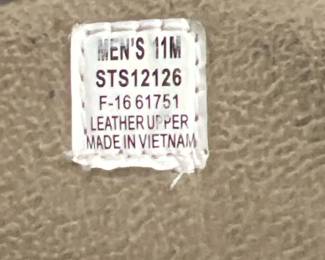 MEN'S 11M
STS12126
F-16 61751
LEATHER UPPER
MADE IN VIETNAM